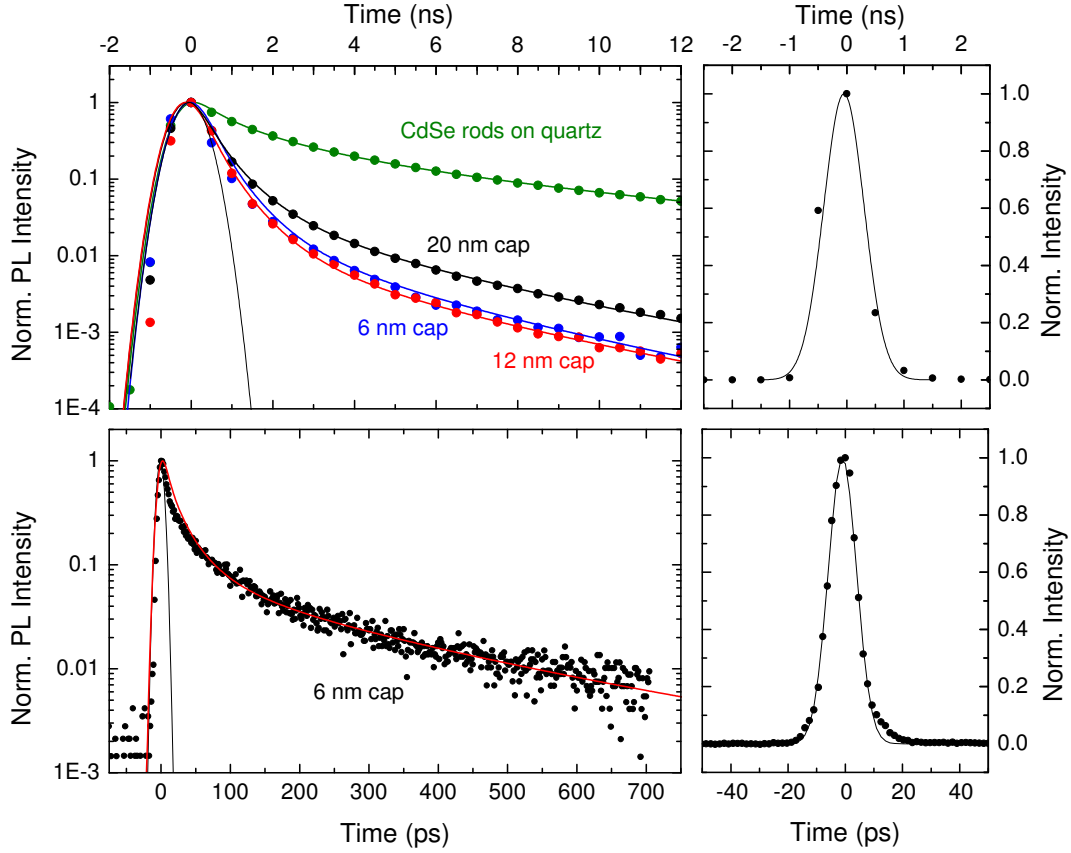 Time (ns)
Time (ns)
-2 0 2 4 6 8 10 12
-2 -1 0 1 2
1
0.1
0.01
1E-3
1E-4
Norm. PL Intensity
CdSe rods on quartz
20 nm cap
6 nm cap
12 nm cap
1.0
0.8
0.6
0.4
0.2
0.0
Norm. Intensity
1
0.1
0.01
1E-3
Norm. PL Intensity
6 nm cap
1.0
0.8
0.6
0.4
0.2
0.0
Norm. Intensity
0 100 200 300 400 500 600 700
-40 -20 0 20 40
Time (ps)
Time (ps)